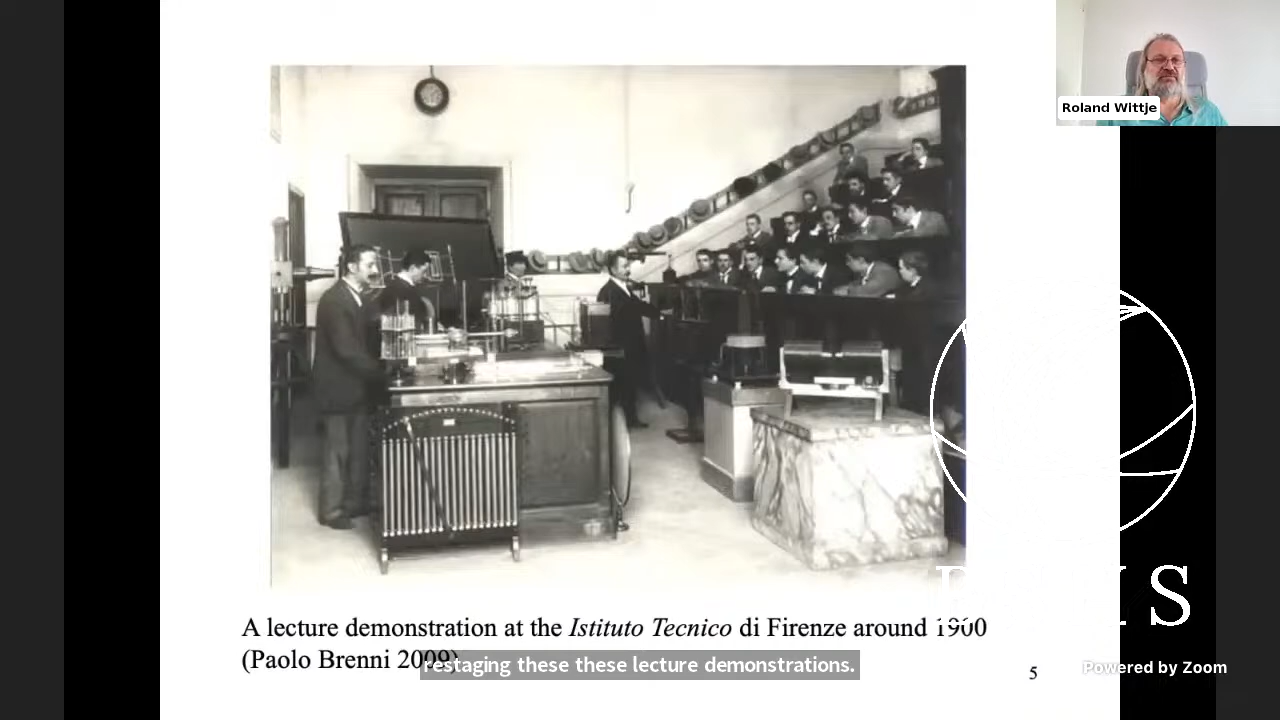 Roland Wittje
A lecture demonstration at the Istituto Tecnico di Firenze around 1900
(Paolo Brenni 2009)
restaging these these lecture demonstrations.
5
S
Powered by Zoom